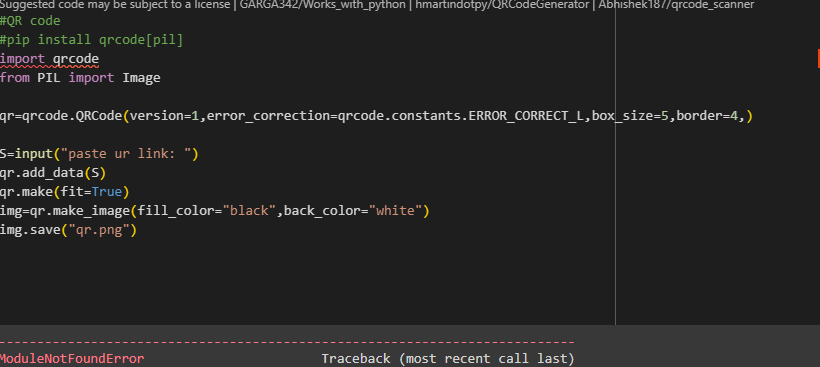 Suggested code may be subject to a license | GARGA342/Works_with_python | hmartindotpy/QRCodeGenerator | Abhishek187/qrcode_scanner
#QR code
#pip install qrcode[pil]
import qrcode
from PIL import Image
qr=qrcode.QRCode(version=1,error_correction=qrcode.constants.ERROR_CORRECT_L,box_size=5,border=4,)
S=input("paste ur link: ")
qr.add_data(S)
qr.make(fit=True)
img=qr.make_image(fill_color="black",back_color="white")
img.save("qr.png")
---------------------------------------------------------------------------
ModuleNotFoundError                       Traceback (most recent call last)